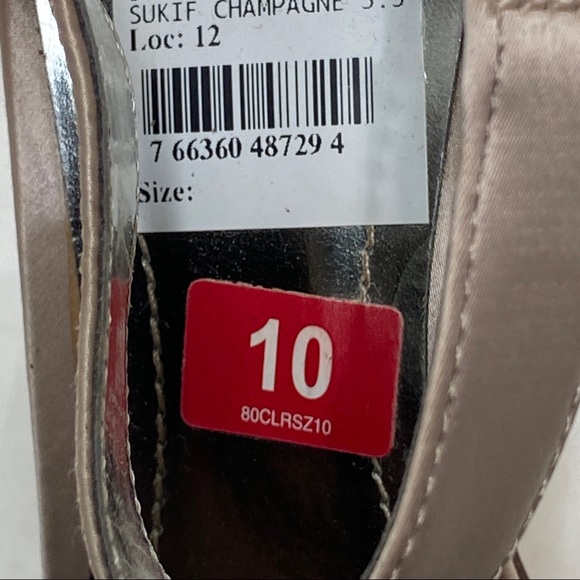 SUKIF CHAMPAGNE
Loc: 12
7 66360 48729 4
Size:
10
80CLRSZ10